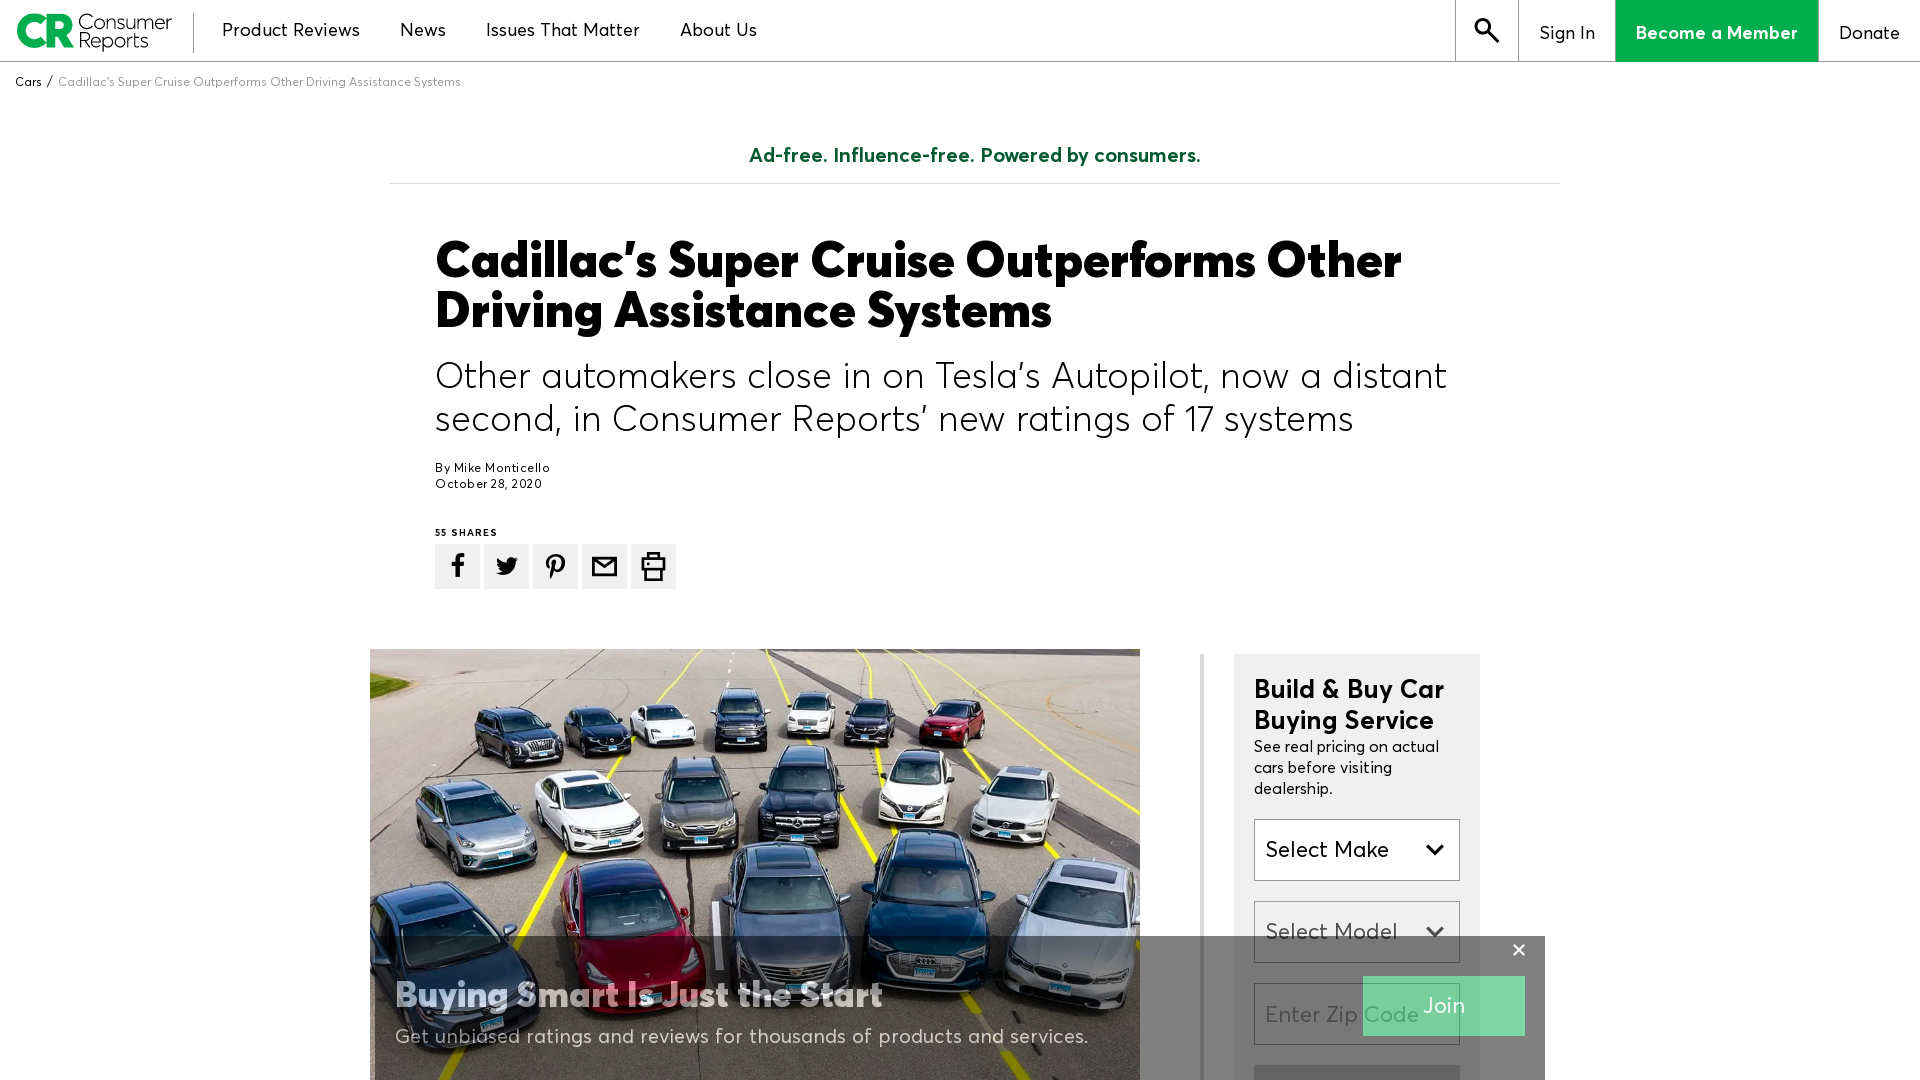 CR Consumer Reports
Product Reviews
News
Issues That Matter
About Us
Sign In
Become a Member
Donate
Cars / Cadillac's Super Cruise Outperforms Other Driving Assistance Systems
Ad-free. Influence-free. Powered by consumers.
Cadillac's Super Cruise Outperforms Other
Driving Assistance Systems
Other automakers close in on Tesla's Autopilot, now a distant
second, in Consumer Reports' new ratings of 17 systems
By Mike Monticello
October 28, 2020
55 SHARES
Build & Buy Car
Buying Service
See real pricing on actual
cars before visiting
dealership.
Select Make
Select Model
Enter Zip Code
Buying Smart Is Just the Start
Get unbiased ratings and reviews for thousands of products and services.
Join